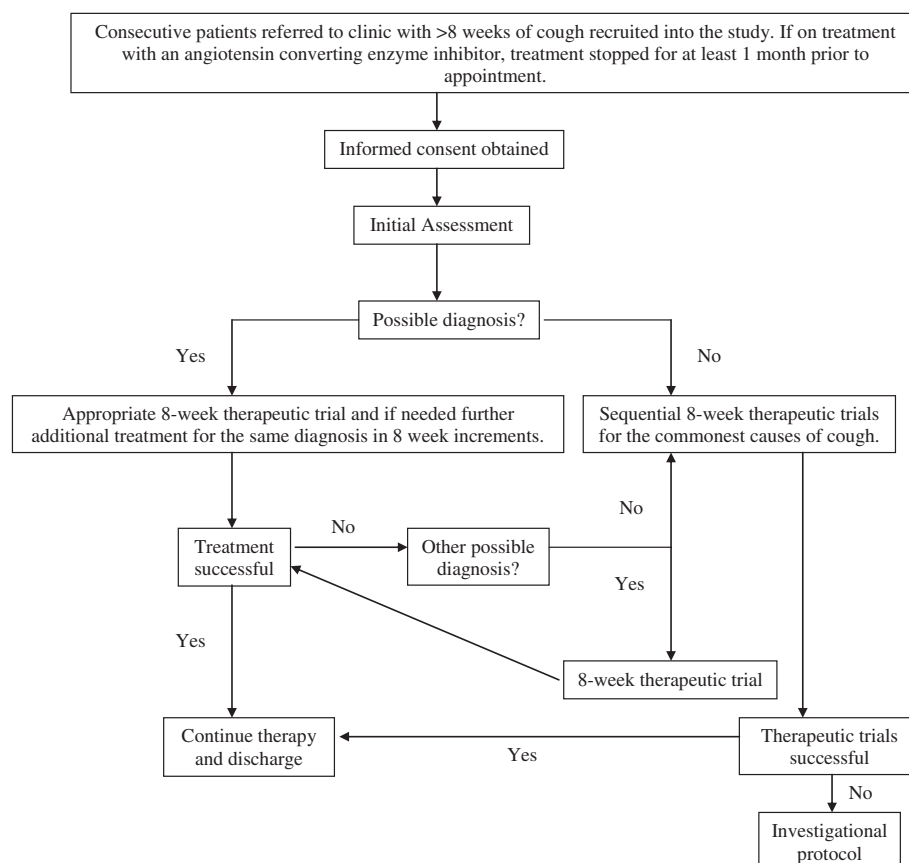 Consecutive patients referred to clinic with >8 weeks of cough recruited into the study. If on treatment
with an angiotensin converting enzyme inhibitor, treatment stopped for at least 1 month prior to
appointment.
Informed consent obtained
Initial Assessment
Possible diagnosis?
Yes
No
Appropriate 8-week therapeutic trial and if needed further
additional treatment for the same diagnosis in 8 week increments.
Sequential 8-week therapeutic trials
for the commonest causes of cough.
No
No
Treatment
successful
Other possible
diagnosis?
Yes
Yes
8-week therapeutic trial
Continue therapy
and discharge
Yes
Therapeutic trials
successful
No
Investigational
protocol